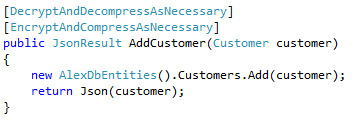 [DecryptAndDecompressAsNecessary]
[EncryptAndCompressAsNecessary]
public JsonResult AddCustomer(Customer customer)
{
    new AlexDbEntities().Customers.Add(customer);
    return Json(customer);
}